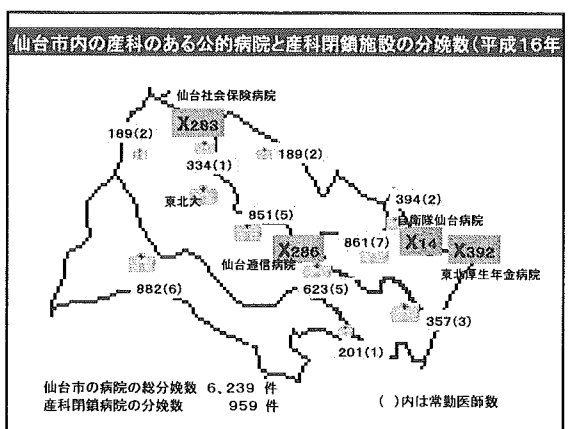 仙台市内の産科のある公的病院と産科閉鎖施設の分娩数(平成16年
仙台社会保険病院
X283
189(2)
334(1)
189(2)
東北大
394(2)
自衛隊仙台病院
851(5)
X286
861(7)
X14
X392
仙台逓信病院
東北厚生年金病院
882(6)
623(5)
357(3)
201(1)
仙台市の病院の総分娩数 6,239 件
産科閉鎖病院の分娩数 959 件
( )内は常勤医師数